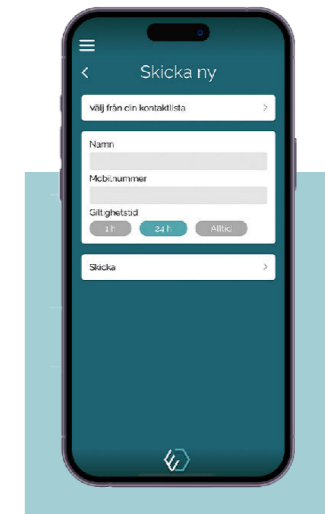 Skicka ny
Välj från din kontaktlista
Namn
Mobilnummer
Giltighetstid
1 h 24 h Alltid
Skicka